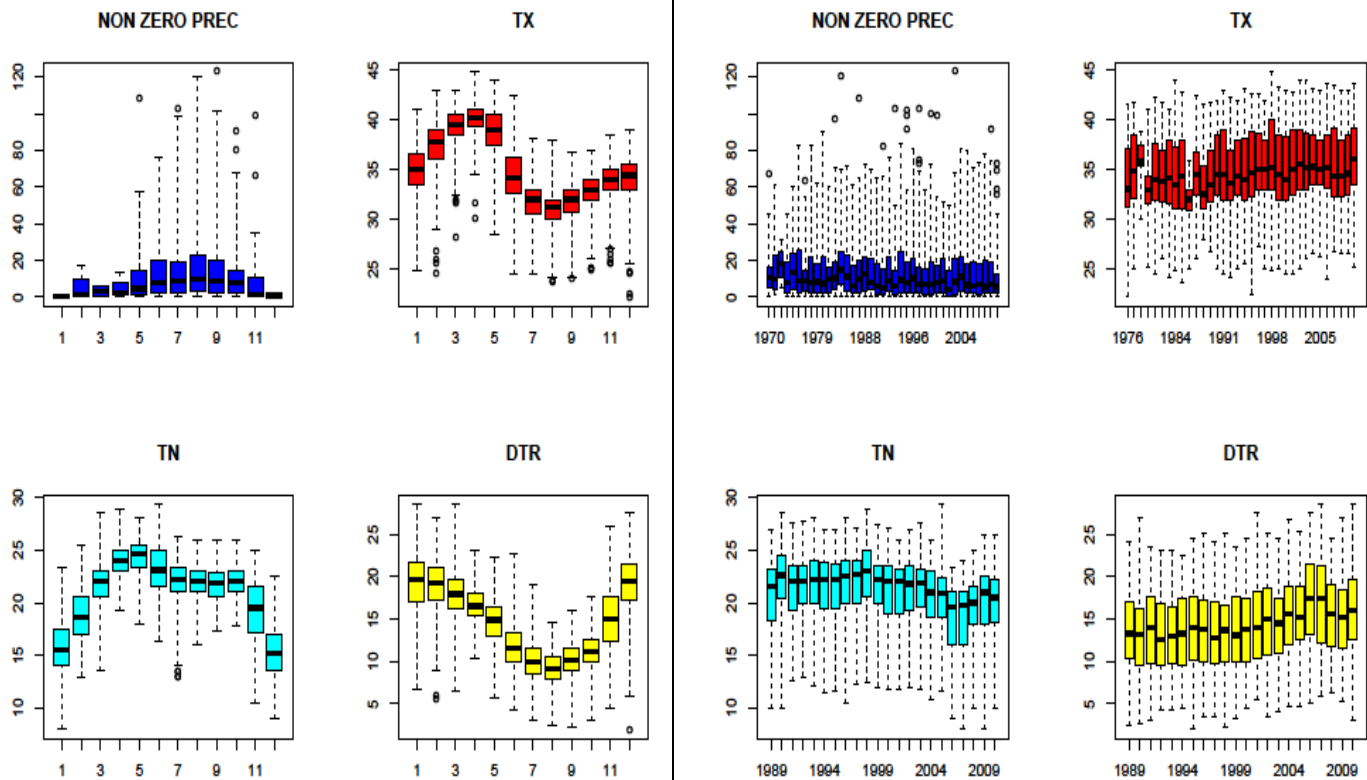 NON ZERO PREC
0 20 40 60 80 120
1 3 5 7 9 11
TX
25 30 35 40 45
1 3 5 7 9 11
NON ZERO PREC
0 20 40 60 80 120
1970 1979 1988 1996 2004
TX
25 30 35 40 45
1976 1984 1991 1998 2005
TN
10 15 20 25 30
1 3 5 7 9 11
DTR
5 10 15 20 25
1 3 5 7 9 11
TN
10 15 20 25 30
1989 1994 1999 2004 2009
DTR
5 10 15 20 25
1989 1994 1999 2004 2009